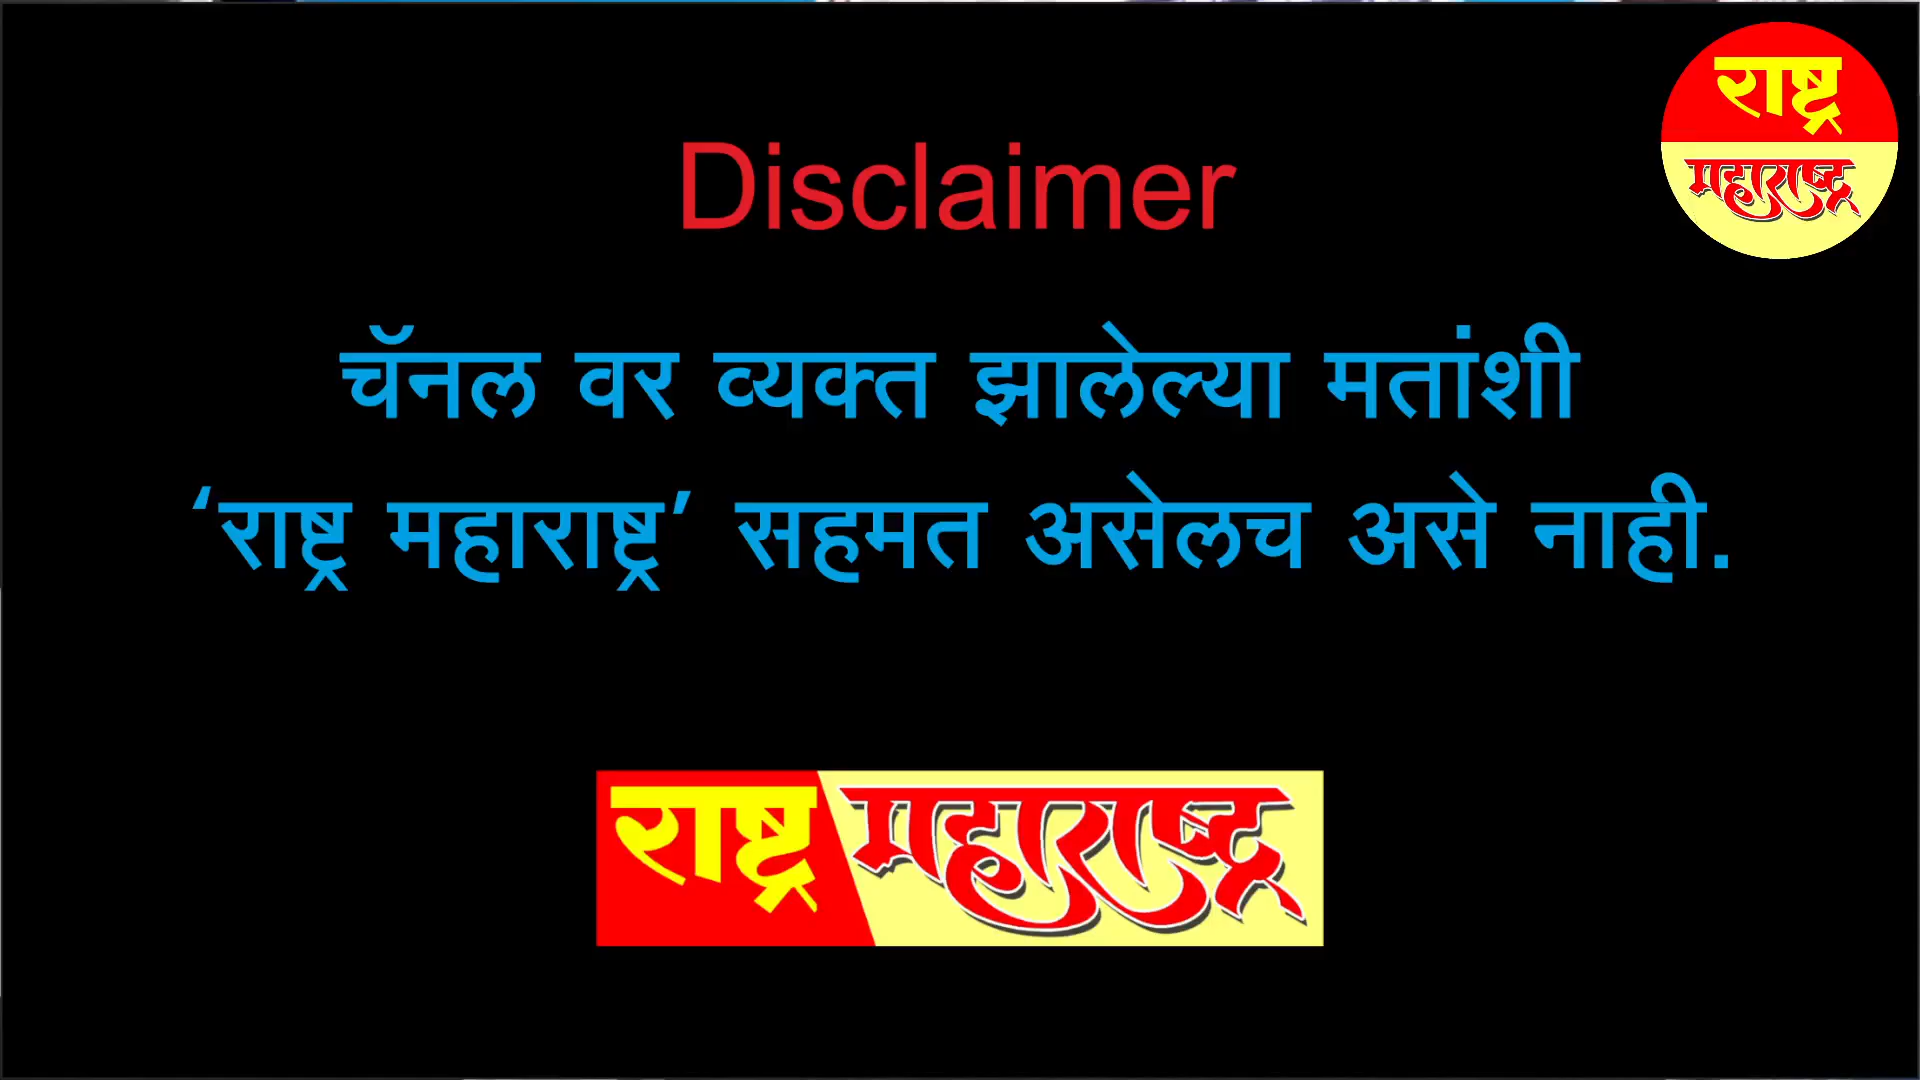 राष्ट्र
महाराष्ट्र
Disclaimer
चॅनल वर व्यक्त झालेल्या मतांशी
‘राष्ट्र महाराष्ट्र’ सहमत असेलच असे नाही.
राष्ट्र महाराष्ट्र